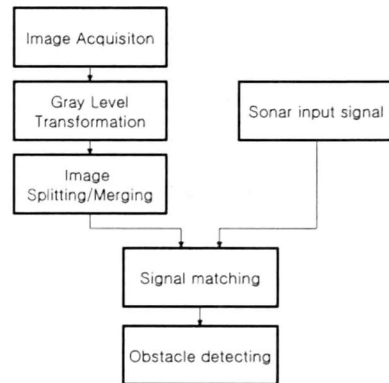 Image Acquisiton
Gray Level
Transformation
Sonar input signal
Image
Splitting/Merging
Signal matching
Obstacle detecting